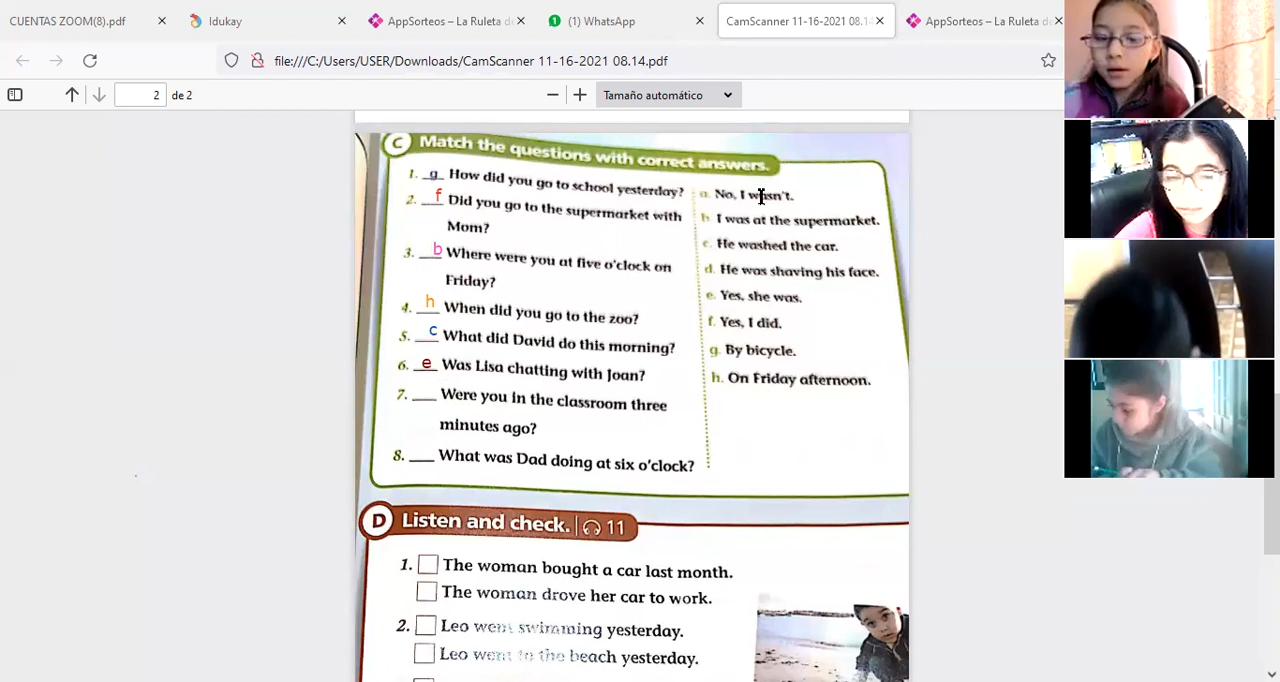 CUENTAS ZOOM(8).pdf
Idukay
AppSorteos – La Ruleta de
(1) WhatsApp
CamScanner 11-16-2021 08.14
AppSorteos – La Ruleta de
file:///C:/Users/USER/Downloads/CamScanner 11-16-2021 08.14.pdf
2 de 2
Tamaño automático
C Match the questions with correct answers.
1. g How did you go to school yesterday?
2. f Did you go to the supermarket with
Mom?
3. b Where were you at five o'clock on
Friday?
4. h When did you go to the zoo?
5. c What did David do this morning?
6. e Was Lisa chatting with Joan?
7. ___ Were you in the classroom three
minutes ago?
8. ___ What was Dad doing at six o'clock?
a. No, I wasn't.
b. I was at the supermarket.
c. He washed the car.
d. He was shaving his face.
e. Yes, she was.
f. Yes, I did.
g. By bicycle.
h. On Friday afternoon.
D Listen and check. 11
1. The woman bought a car last month.
The woman drove her car to work.
2. Leo went swimming yesterday.
Leo went to the beach yesterday.